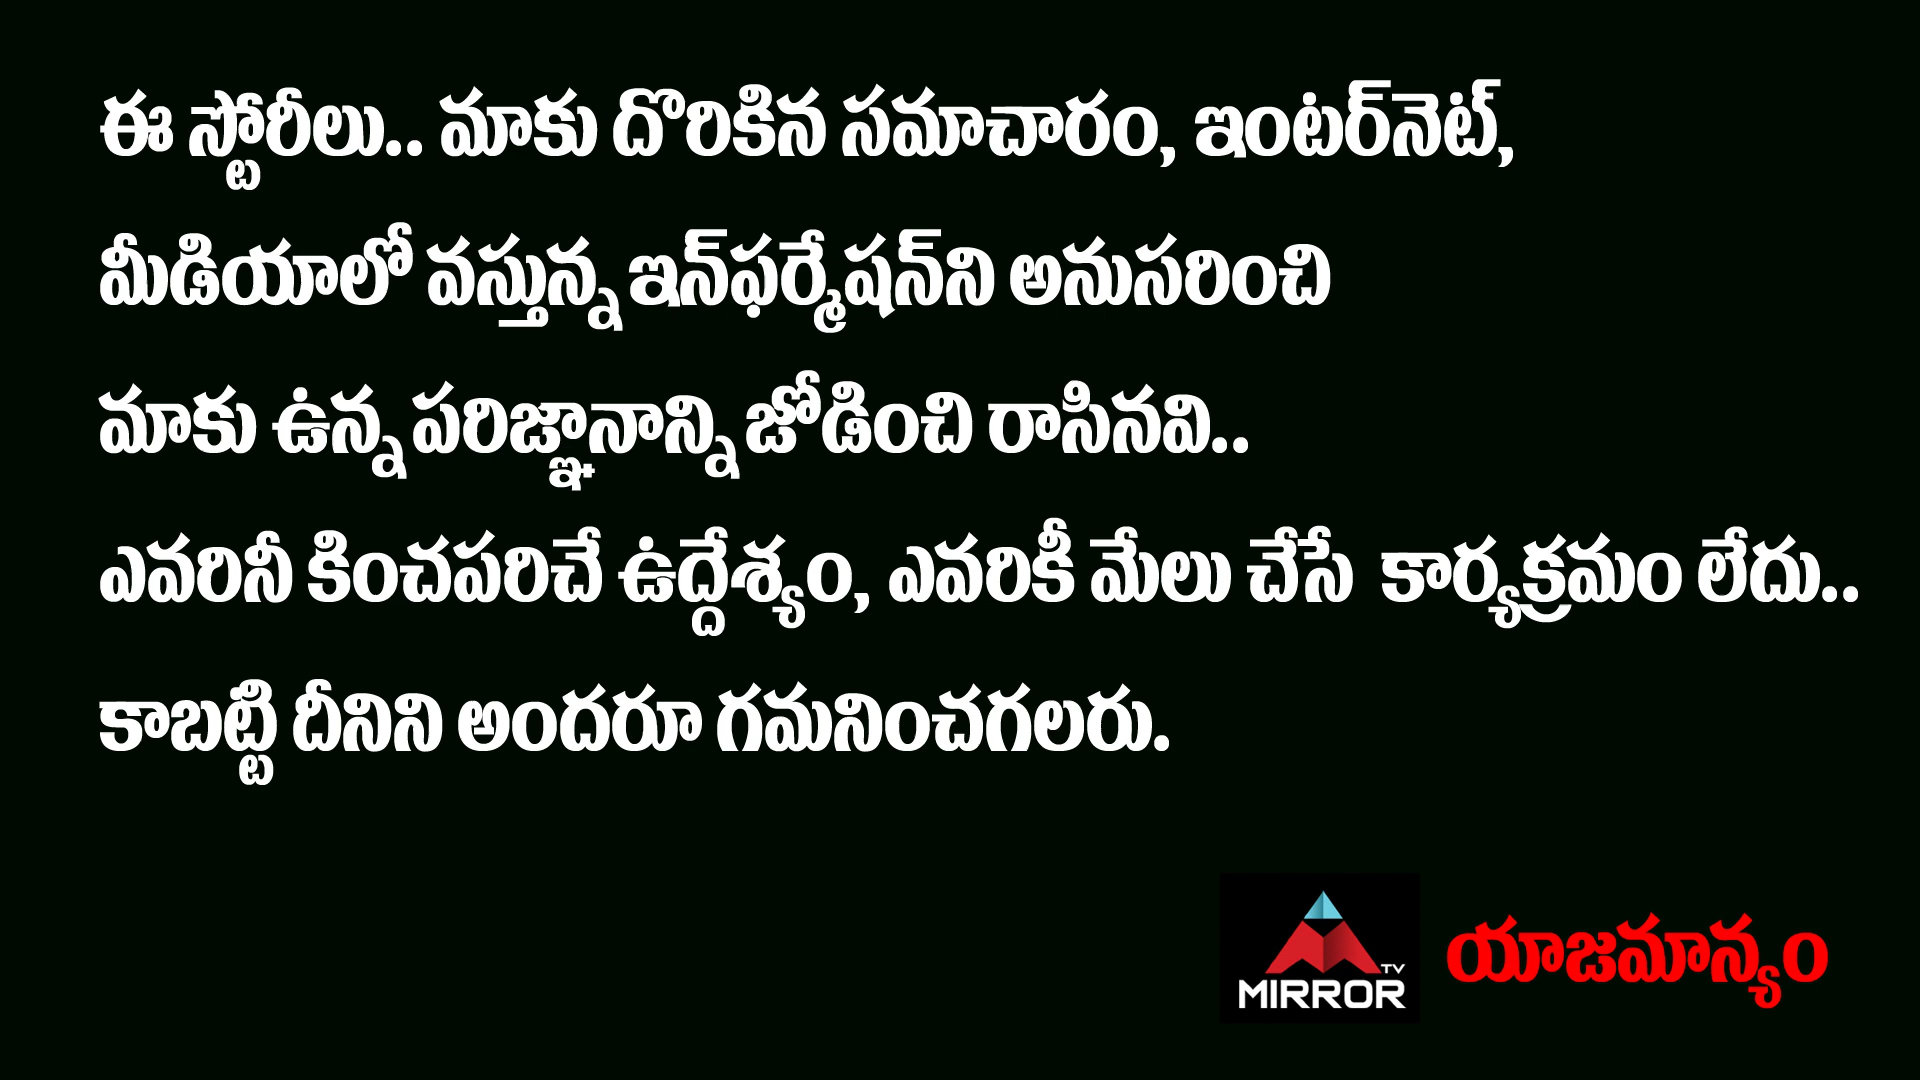 ఈ స్టోరీలు.. మాకు దొరికిన సమాచారం, ఇంటర్‌నెట్,
మీడియాలో వస్తున్న ఇన్‌ఫర్మేషన్‌ని అనుసరించి
మాకు ఉన్న పరిజ్ఞానాన్ని జోడించి రాసినవి..
ఎవరినీ కించపరిచే ఉద్దేశ్యం, ఎవరికీ మేలు చేసే కార్యక్రమం లేదు..
కాబట్టి దీనిని అందరూ గమనించగలరు.
TV
MIRROR
యాజమాన్యం